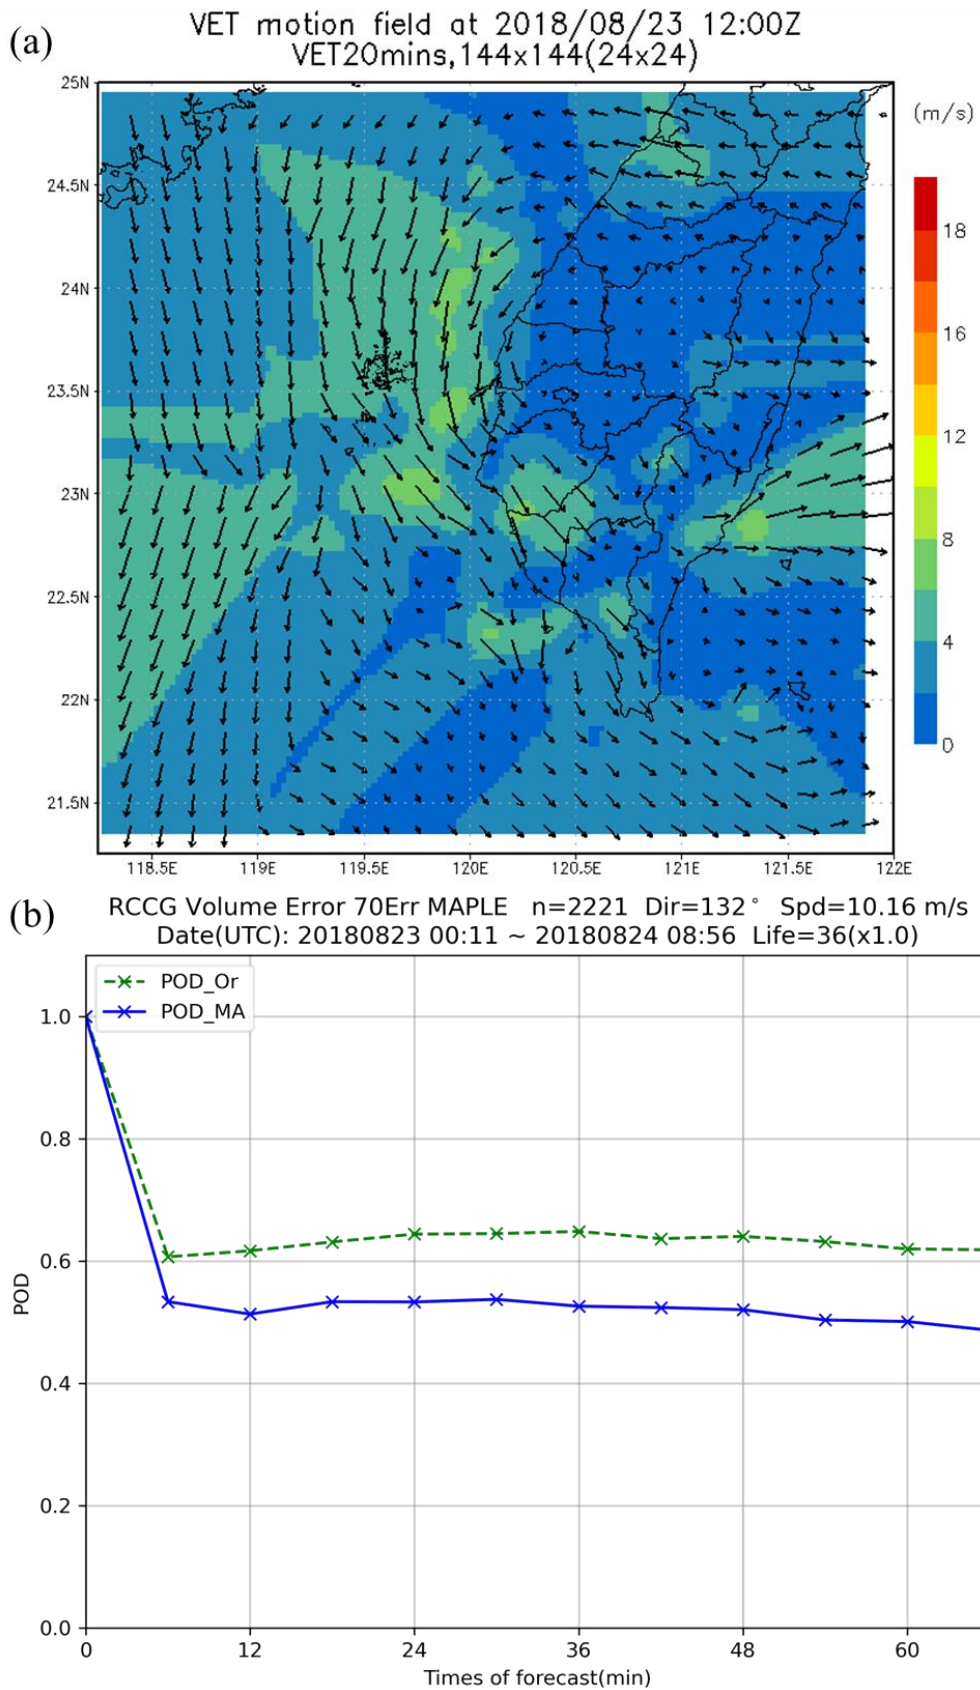 (a)
VET motion field at 2018/08/23 12:00Z
VET20mins,144x144(24x24)
25N
24.5N
24N
23.5N
23N
22.5N
22N
21.5N
118.5E 119E 119.5E 120E 120.5E 121E 121.5E 122E
(m/s)
18
16
12
8
4
0
(b)
RCCG Volume Error 70Err MAPLE n=2221 Dir=132° Spd=10.16 m/s
Date(UTC): 20180823 00:11 ~ 20180824 08:56 Life=36(x1.0)
POD_Or
POD_MA
POD
1.0
0.8
0.6
0.4
0.2
0.0
0 12 24 36 48 60
Times of forecast(min)